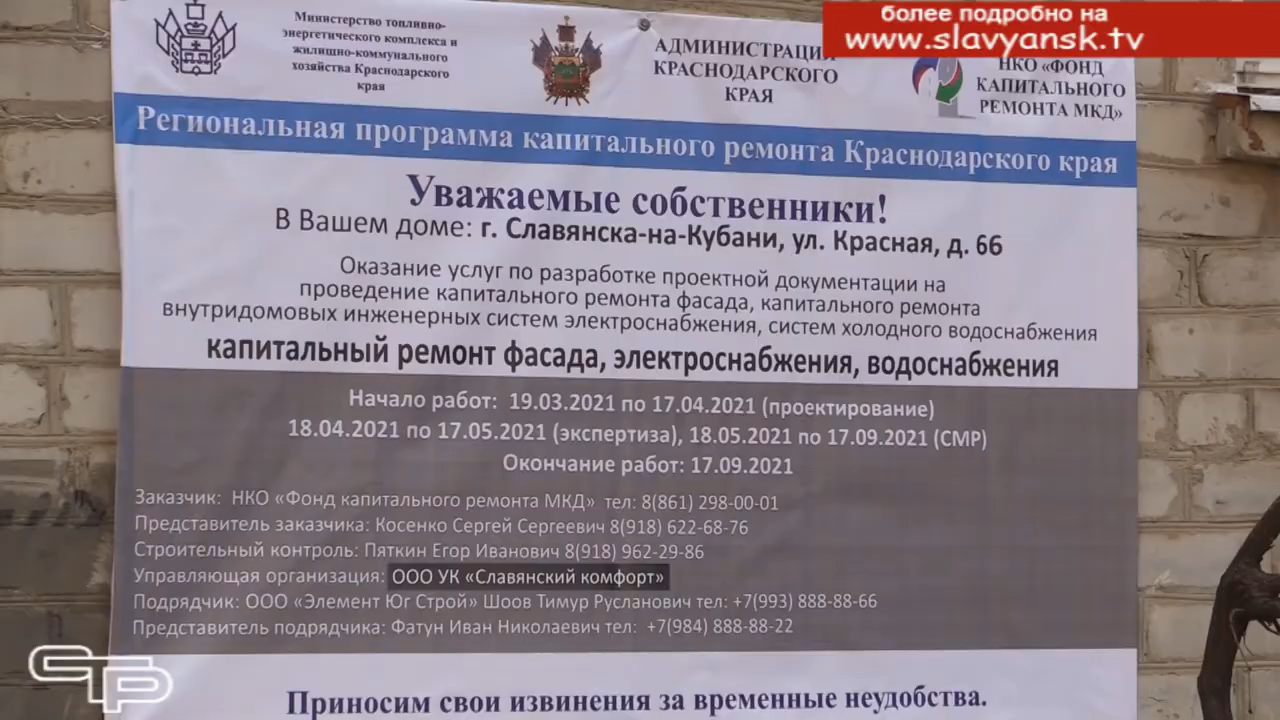 более подробно на
www.slavyansk.tv
Министерство топливно-
энергетического комплекса и
жилищно-коммунального
хозяйства Краснодарского
края
АДМИНИСТРАЦИ
КРАСНОДАРСКОГО
КРАЯ
НКО «ФОНД
КАПИТАЛЬНОГО
РЕМОНТА МКД»
Региональная программа капитального ремонта Краснодарского края
Уважаемые собственники!
В Вашем доме: г. Славянска-на-Кубани, ул. Красная, д. 66
Оказание услуг по разработке проектной документации на
проведение капитального ремонта фасада, капитального ремонта
внутридомовых инженерных систем электроснабжения, систем холодного водоснабжения
капитальный ремонт фасада, электроснабжения, водоснабжения
Начало работ: 19.03.2021 по 17.04.2021 (проектирование)
18.04.2021 по 17.05.2021 (экспертиза), 18.05.2021 по 17.09.2021 (СМР)
Окончание работ: 17.09.2021
Заказчик: НКО «Фонд капитального ремонта МКД» тел: 8(861) 298-00-01
Представитель заказчика: Косенко Сергей Сергеевич 8(918) 622-68-76
Строительный контроль: Пяткин Егор Иванович 8(918) 962-29-86
Управляющая организация: ООО УК «Славянский комфорт»
Подрядчик: ООО «Элемент Юг Строй» Шоов Тимур Русланович тел: +7(993) 888-88-66
Представитель подрядчика: Фатун Иван Николаевич тел: +7(984) 888-88-22
Приносим свои извинения за временные неудобства.
СТР